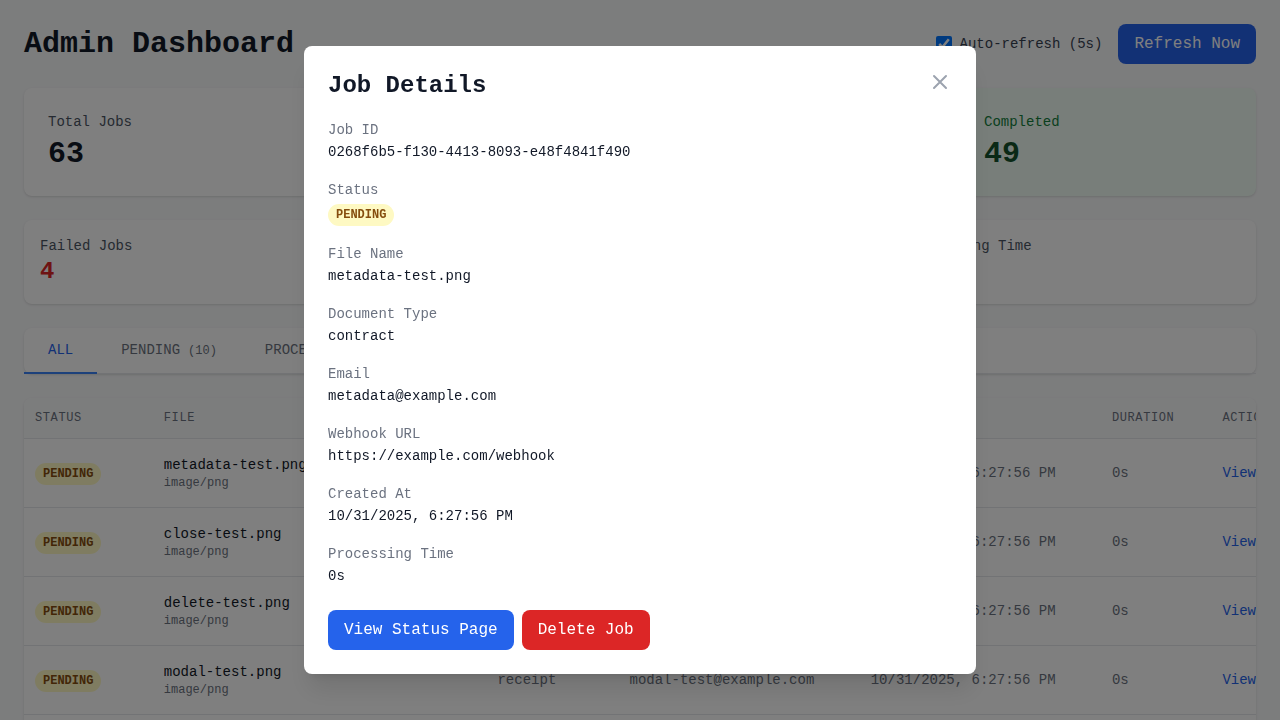 Admin Dashboard
Auto-refresh (5s)
Refresh Now
Total Jobs
63
Completed
49
Failed Jobs
4
Time
ALL
PENDING (10)
STATUS
FILE
DURATION
PENDING
metadata-test.png
image/png
6:27:56 PM
0s
View
PENDING
close-test.png
image/png
6:27:56 PM
0s
View
PENDING
delete-test.png
image/png
6:27:56 PM
0s
View
PENDING
modal-test.png
image/png
receipt
modal-test@example.com
10/31/2025, 6:27:56 PM
0s
View
Job Details
Job ID
0268f6b5-f130-4413-8093-e48f4841f490
Status
PENDING
File Name
metadata-test.png
Document Type
contract
Email
metadata@example.com
Webhook URL
https://example.com/webhook
Created At
10/31/2025, 6:27:56 PM
Processing Time
0s
View Status Page
Delete Job